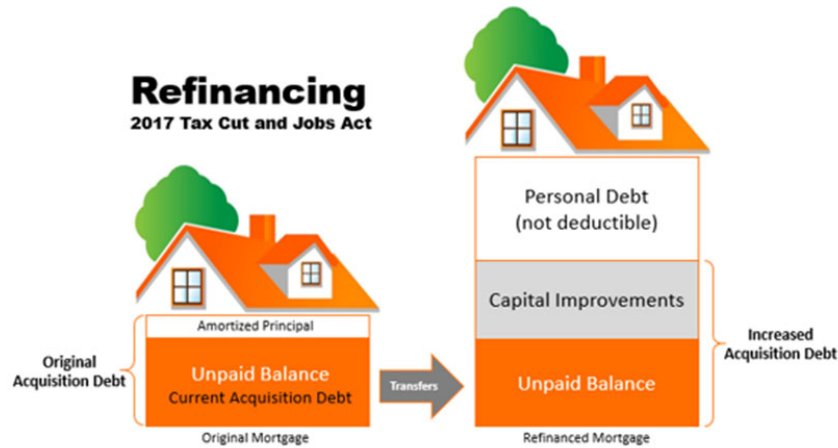 Refinancing
2017 Tax Cut and Jobs Act
Original
Acquisition Debt
Amortized Principal
Unpaid Balance
Current Acquisition Debt
Original Mortgage
Transfers
Personal Debt
(not deductible)
Capital Improvements
Unpaid Balance
Refinanced Mortgage
Increased
Acquisition Debt